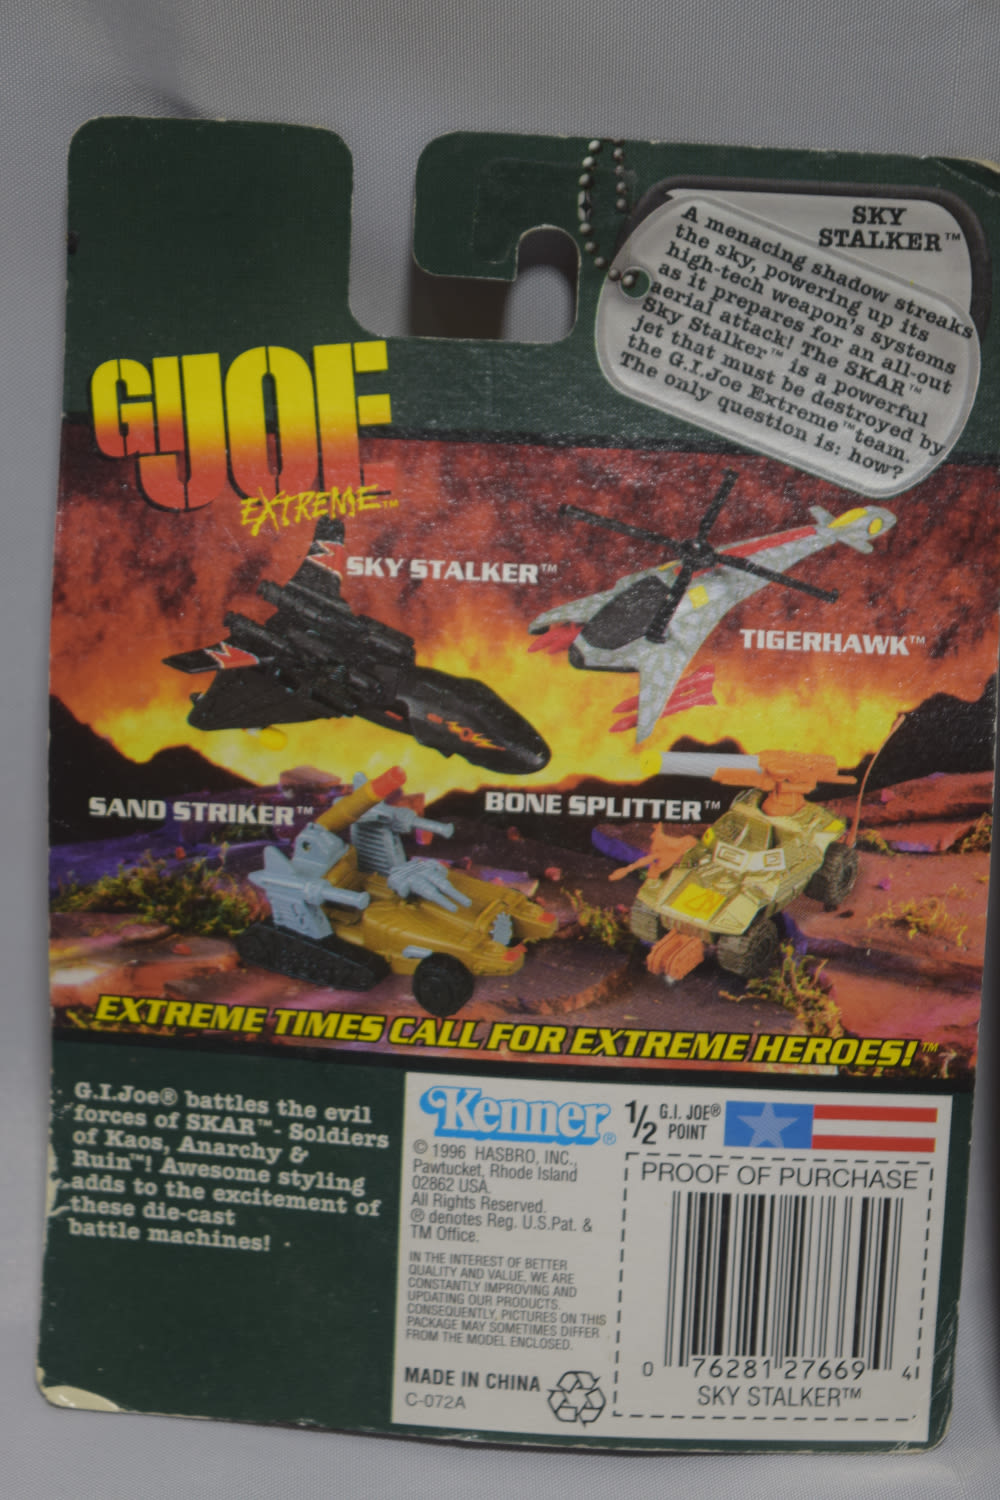 SKY
STALKER™
A menacing shadow streaks
the sky, powering up its
high-tech weapon's systems
as it prepares for an all-out
aerial attack! The SKAR™
Sky Stalker™ is a powerful
jet that must be destroyed by
the G.I.Joe Extreme™ team.
The only question is: how?
GI JOE
EXTREME™
SKY STALKER™
TIGERHAWK™
SAND STRIKER™
BONE SPLITTER™
EXTREME TIMES CALL FOR EXTREME HEROES!™
G.I.Joe® battles the evil
forces of SKAR™- Soldiers
of Kaos, Anarchy &
Ruin™! Awesome styling
adds to the excitement of
these die-cast
battle machines!
Kenner®
© 1996 HASBRO, INC.,
Pawtucket, Rhode Island
02862 USA.
All Rights Reserved.
® denotes Reg. U.S.Pat. &
TM Office.
IN THE INTEREST OF BETTER
QUALITY AND VALUE, WE ARE
CONSTANTLY IMPROVING AND
UPDATING OUR PRODUCTS.
CONSEQUENTLY, PICTURES ON THIS
PACKAGE MAY SOMETIMES DIFFER
FROM THE MODEL ENCLOSED.
MADE IN CHINA
C-072A
1/2 G.I. JOE®
POINT
PROOF OF PURCHASE
0 76281 27669 4
SKY STALKER™